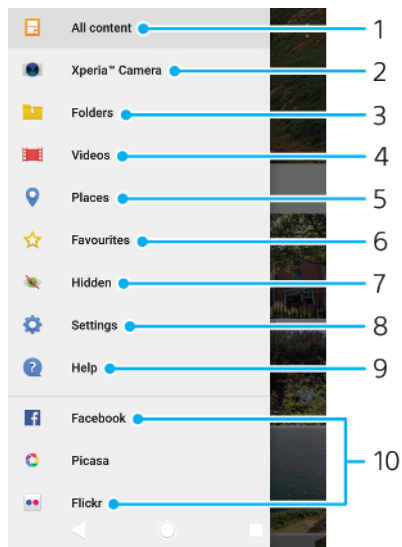 All content 1
Xperia™ Camera 2
Folders 3
Videos 4
Places 5
Favourites 6
Hidden 7
Settings 8
? Help 9
f Facebook
Picasa 10
Flickr